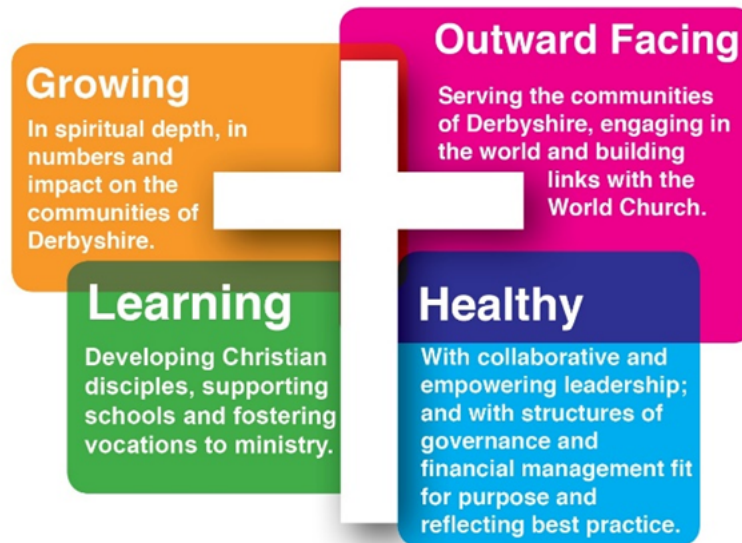 Growing
In spiritual depth, in
numbers and
impact on the
communities of
Derbyshire.
Outward Facing
Serving the communities
of Derbyshire, engaging in
the world and building
links with the
World Church.
Learning
Developing Christian
disciples, supporting
schools and fostering
vocations to ministry.
Healthy
With collaborative and
empowering leadership;
and with structures of
governance and
financial management fit
for purpose and
reflecting best practice.